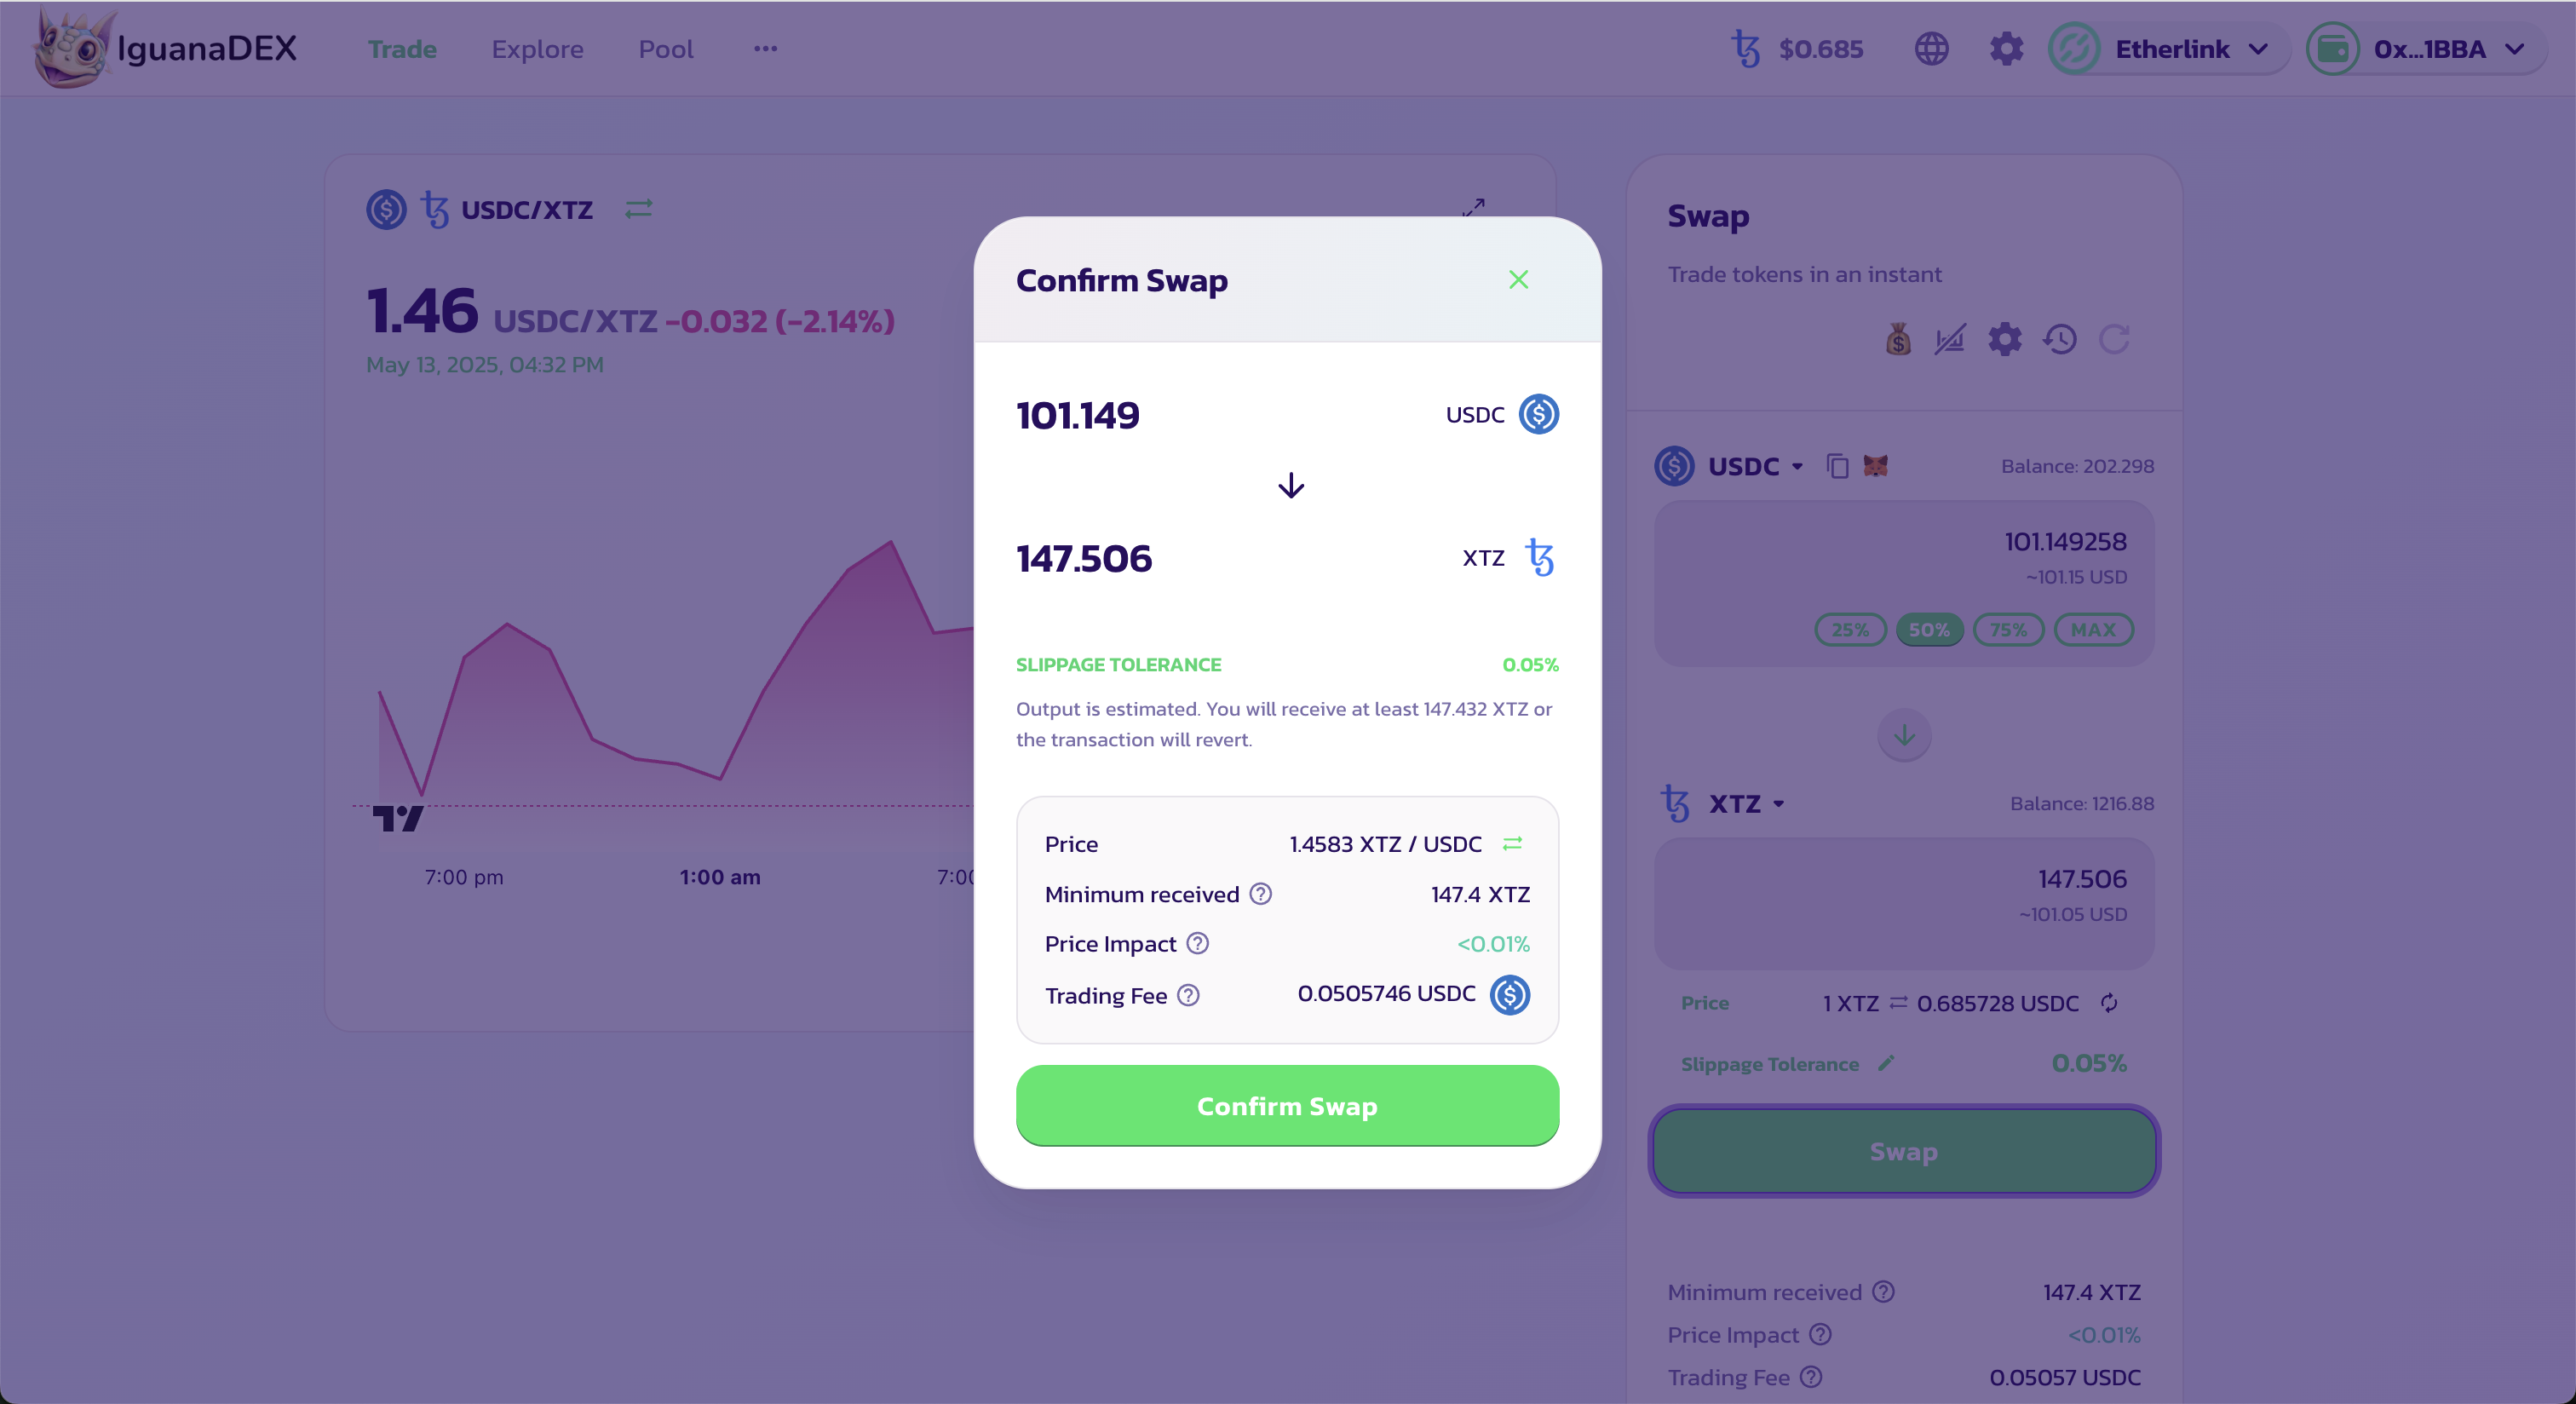 IguanaDEX
Trade Explore Pool ••• $0.685 Etherlink 0x...1BBA
USDC/XTZ
1.46 USDC/XTZ -0.032 (-2.14%)
May 13, 2025, 04:32 PM
7:00 pm 1:00 am
Confirm Swap
101.149 USDC
147.506 XTZ
SLIPPAGE TOLERANCE 0.05%
Output is estimated. You will receive at least 147.432 XTZ or
the transaction will revert.
Price 1.4583 XTZ / USDC
Minimum received 147.4 XTZ
Price Impact <0.01%
Trading Fee 0.0505746 USDC
Confirm Swap
Swap
Trade tokens in an instant
USDC Balance: 202.298
101.149258
~101.15 USD
25% 50% 75% MAX
XTZ Balance: 1216.88
147.506
~101.05 USD
Price 1 XTZ ⇌ 0.685728 USDC
Slippage Tolerance 0.05%
Swap
Minimum received 147.4 XTZ
Price Impact <0.01%
Trading Fee 0.05057 USDC